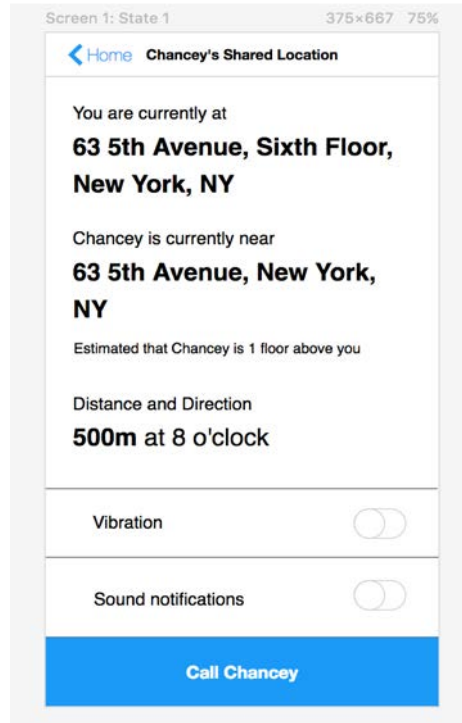 Screen 1: State 1 375×667 75%
Home Chancey's Shared Location
You are currently at
63 5th Avenue, Sixth Floor,
New York, NY
Chancey is currently near
63 5th Avenue, New York,
NY
Estimated that Chancey is 1 floor above you
Distance and Direction
500m at 8 o'clock
Vibration
Sound notifications
Call Chancey